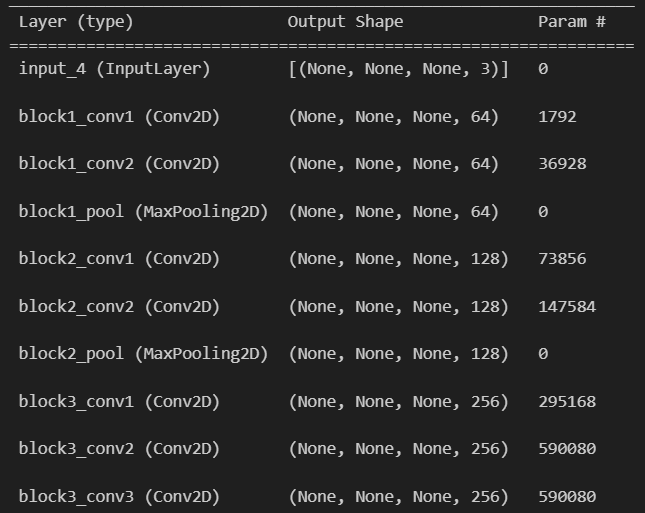 Layer (type) Output Shape Param #
=================================================================
input_4 (InputLayer) [(None, None, None, 3)] 0
block1_conv1 (Conv2D) (None, None, None, 64) 1792
block1_conv2 (Conv2D) (None, None, None, 64) 36928
block1_pool (MaxPooling2D) (None, None, None, 64) 0
block2_conv1 (Conv2D) (None, None, None, 128) 73856
block2_conv2 (Conv2D) (None, None, None, 128) 147584
block2_pool (MaxPooling2D) (None, None, None, 128) 0
block3_conv1 (Conv2D) (None, None, None, 256) 295168
block3_conv2 (Conv2D) (None, None, None, 256) 590080
block3_conv3 (Conv2D) (None, None, None, 256) 590080